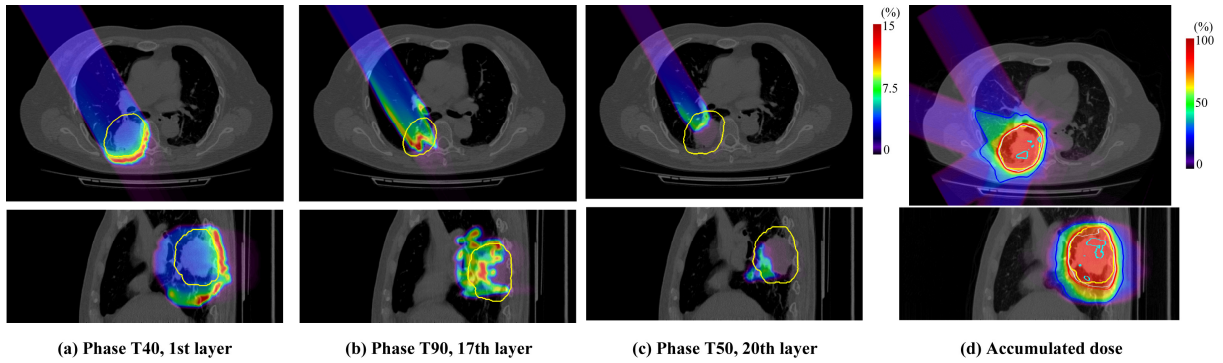 (%)
15
7.5
0
(%)
100
50
0
(a) Phase T40, 1st layer
(b) Phase T90, 17th layer
(c) Phase T50, 20th layer
(d) Accumulated dose